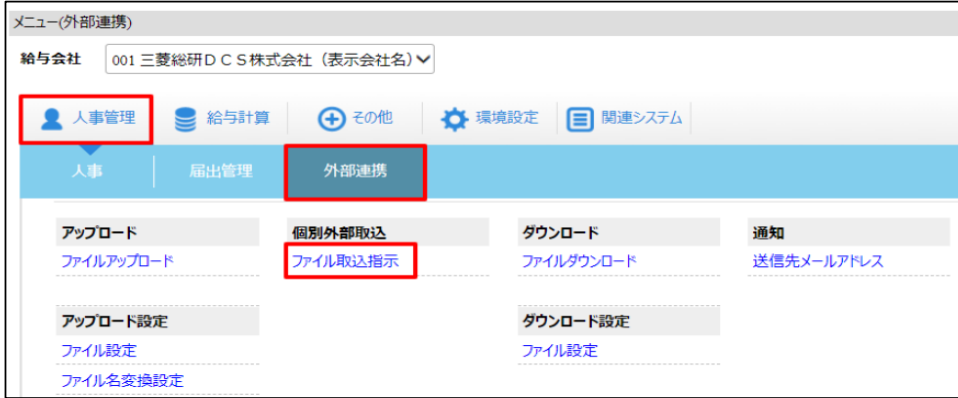 メニュー(外部連携)
給与会社 001 三菱総研DCS株式会社（表示会社名）
人事管理 給与計算 その他 環境設定 関連システム
人事 届出管理 外部連携
アップロード 個別外部取込 ダウンロード 通知
ファイルアップロード ファイル取込指示 ファイルダウンロード 送信先メールアドレス
アップロード設定 ダウンロード設定
ファイル設定 ファイル設定
ファイル名変換設定